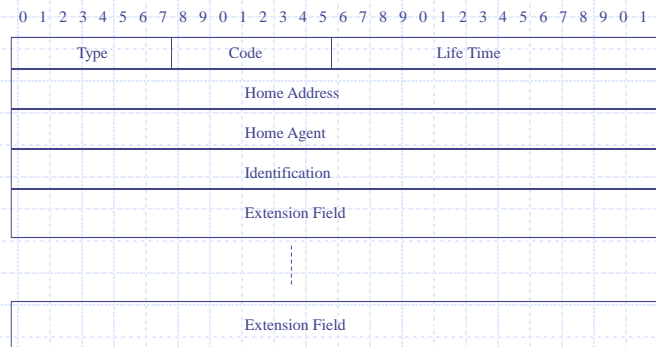 0 1 2 3 4 5 6 7 8 9 0 1 2 3 4 5 6 7 8 9 0 1 2 3 4 5 6 7 8 9 0 1
Type Code Life Time
Home Address
Home Agent
Identification
Extension Field
Extension Field